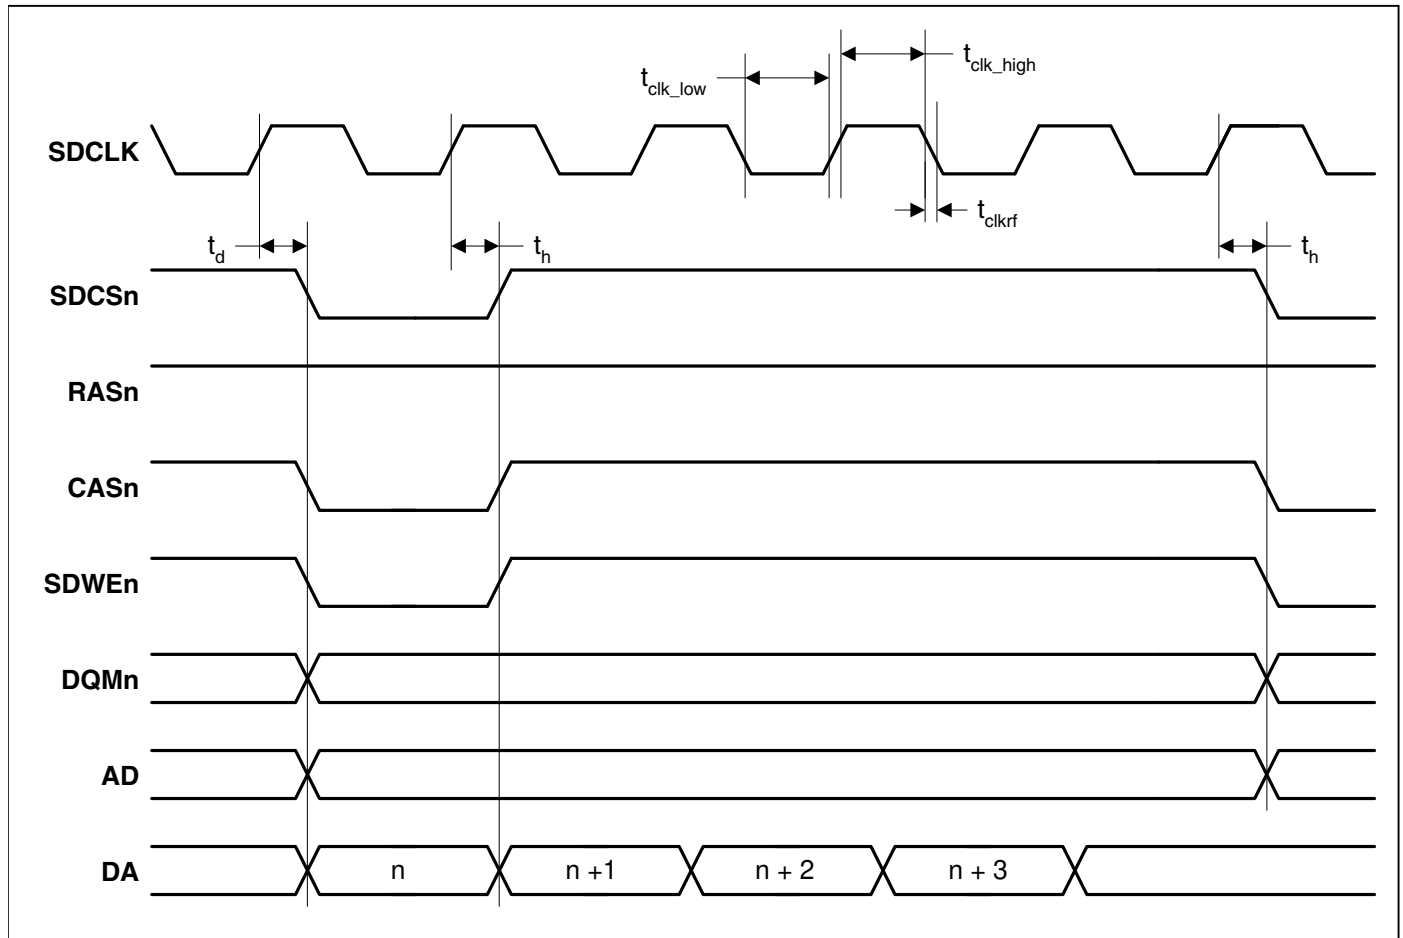 t_clk_high
t_clk_low
SDCLK
t_clkrf
t_d
t_h
t_h
SDCSn
RASn
CASn
SDWEn
DQMn
AD
DA
n
n +1
n + 2
n + 3